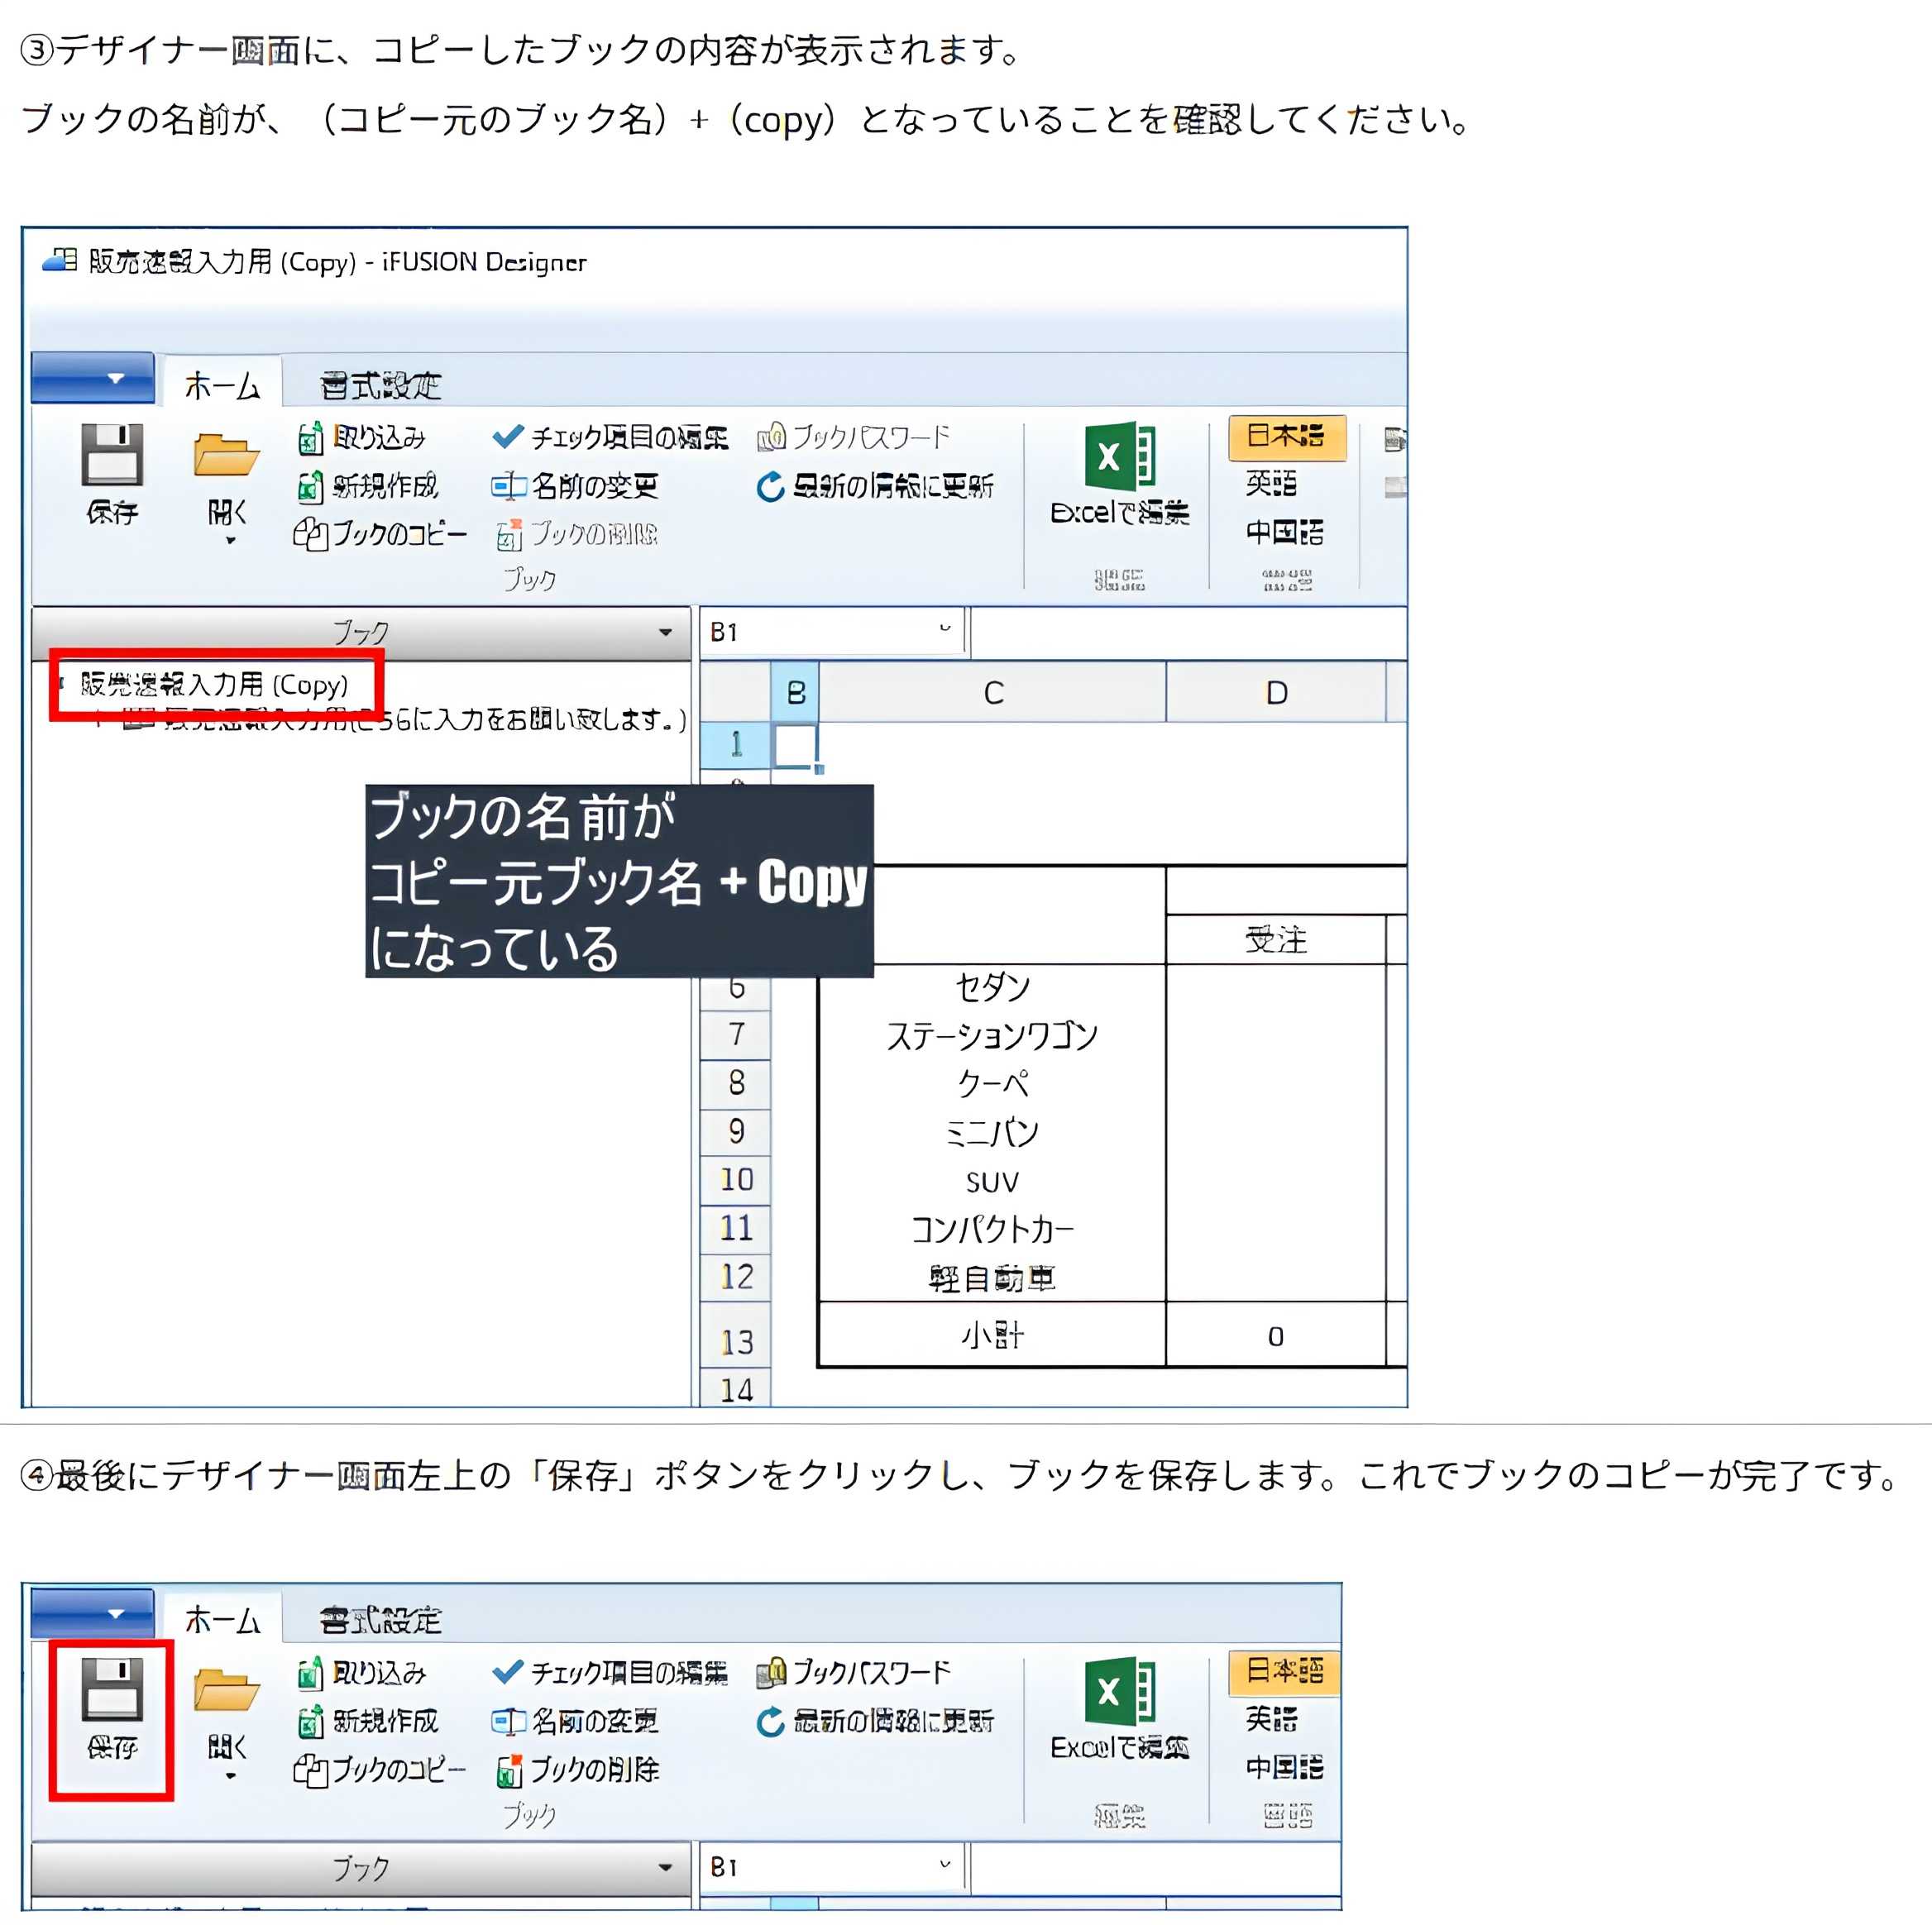 ③デザイナー画面に、コピーしたブックの内容が表示されます。
ブックの名前が、（コピー元のブック名）+（copy）となっていることを確認してください。
販売速報入力用 (Copy) - iFUSION Designer
ホーム 書式設定
保存
開く
取り込み
新規作成
ブックのコピー
チェック項目の編集
名前の変更
ブックの削除
ブックパスワード
最新の情報に更新
ブック
Excelで編集
日本語
英語
中国語
ブック
B1
販売速報入力用 (Copy)
販売速報入力用(こちらに入力をお願い致します。)
B C D
1
ブックの名前が
コピー元ブック名 + Copy
になっている
受注
6 セダン
7 ステーションワゴン
8 クーペ
9 ミニバン
10 SUV
11 コンパクトカー
12 軽自動車
13 小計 0
14
④最後にデザイナー画面左上の「保存」ボタンをクリックし、ブックを保存します。これでブックのコピーが完了です。
ホーム 書式設定
保存
開く
取り込み
新規作成
ブックのコピー
チェック項目の編集
名前の変更
ブックの削除
ブックパスワード
最新の情報に更新
ブック
Excelで編集
編集
日本語
英語
中国語
言語
ブック
B1